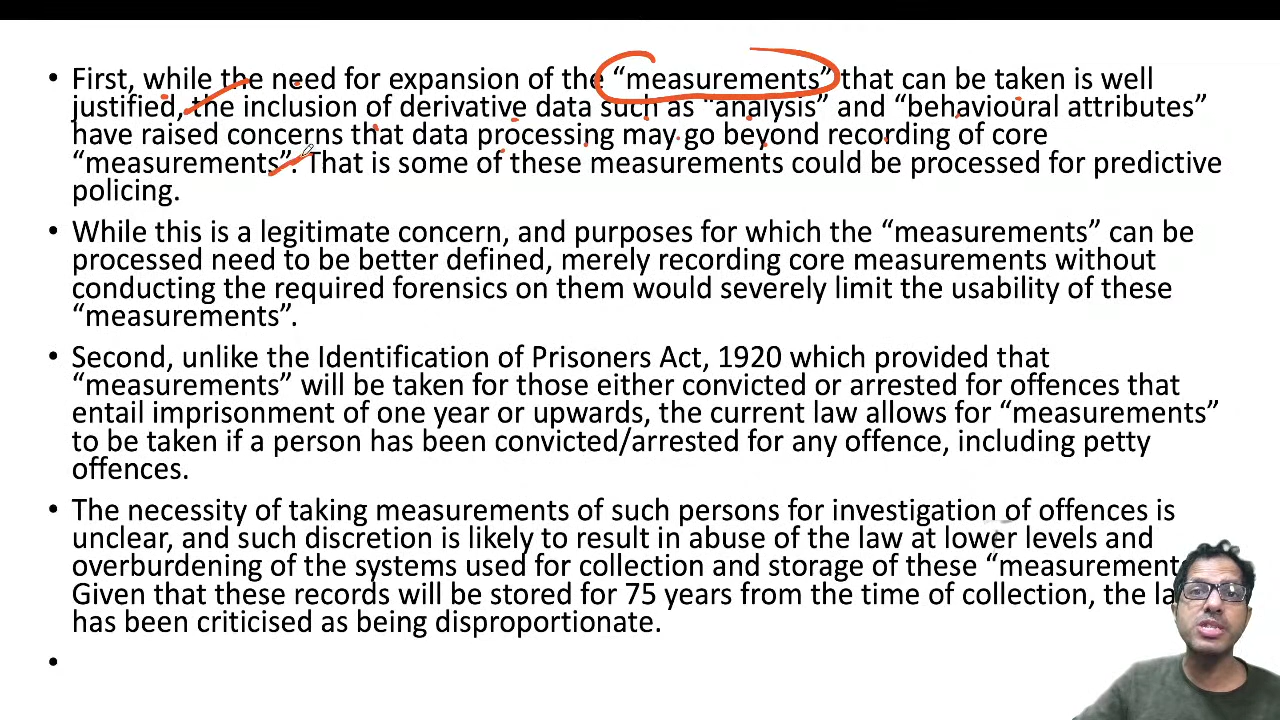 • First, while the need for expansion of the “measurements” that can be taken is well
justified, the inclusion of derivative data such as “analysis” and “behavioural attributes”
have raised concerns that data processing may go beyond recording of core
“measurements”. That is some of these measurements could be processed for predictive
policing.
• While this is a legitimate concern, and purposes for which the “measurements” can be
processed need to be better defined, merely recording core measurements without
conducting the required forensics on them would severely limit the usability of these
“measurements”.
• Second, unlike the Identification of Prisoners Act, 1920 which provided that
“measurements” will be taken for those either convicted or arrested for offences that
entail imprisonment of one year or upwards, the current law allows for “measurements”
to be taken if a person has been convicted/arrested for any offence, including petty
offences.
• The necessity of taking measurements of such persons for investigation of offences is
unclear, and such discretion is likely to result in abuse of the law at lower levels and
overburdening of the systems used for collection and storage of these “measurement
Given that these records will be stored for 75 years from the time of collection, the la
has been criticised as being disproportionate.
•